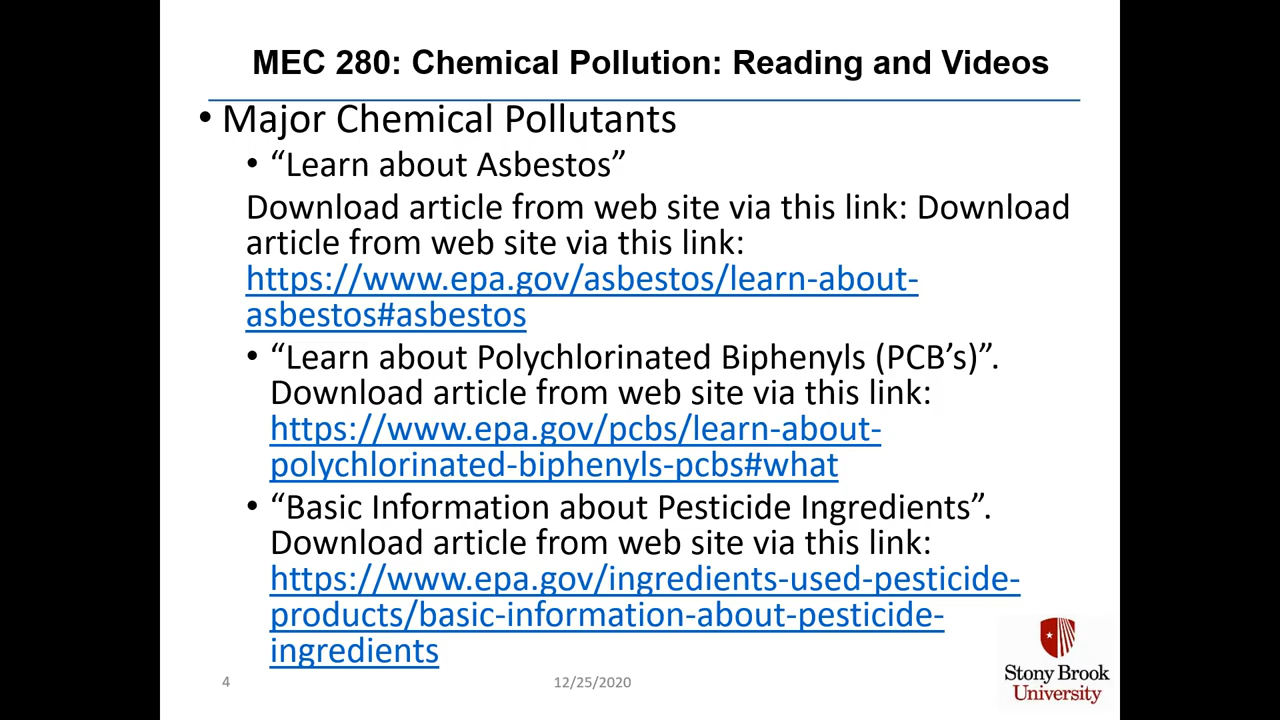 MEC 280: Chemical Pollution: Reading and Videos
• Major Chemical Pollutants
• “Learn about Asbestos”
Download article from web site via this link: Download
article from web site via this link:
https://www.epa.gov/asbestos/learn-about-
asbestos#asbestos
• “Learn about Polychlorinated Biphenyls (PCB’s)”.
Download article from web site via this link:
https://www.epa.gov/pcbs/learn-about-
polychlorinated-biphenyls-pcbs#what
• “Basic Information about Pesticide Ingredients”.
Download article from web site via this link:
https://www.epa.gov/ingredients-used-pesticide-
products/basic-information-about-pesticide-
ingredients
4
12/25/2020
Stony Brook
University